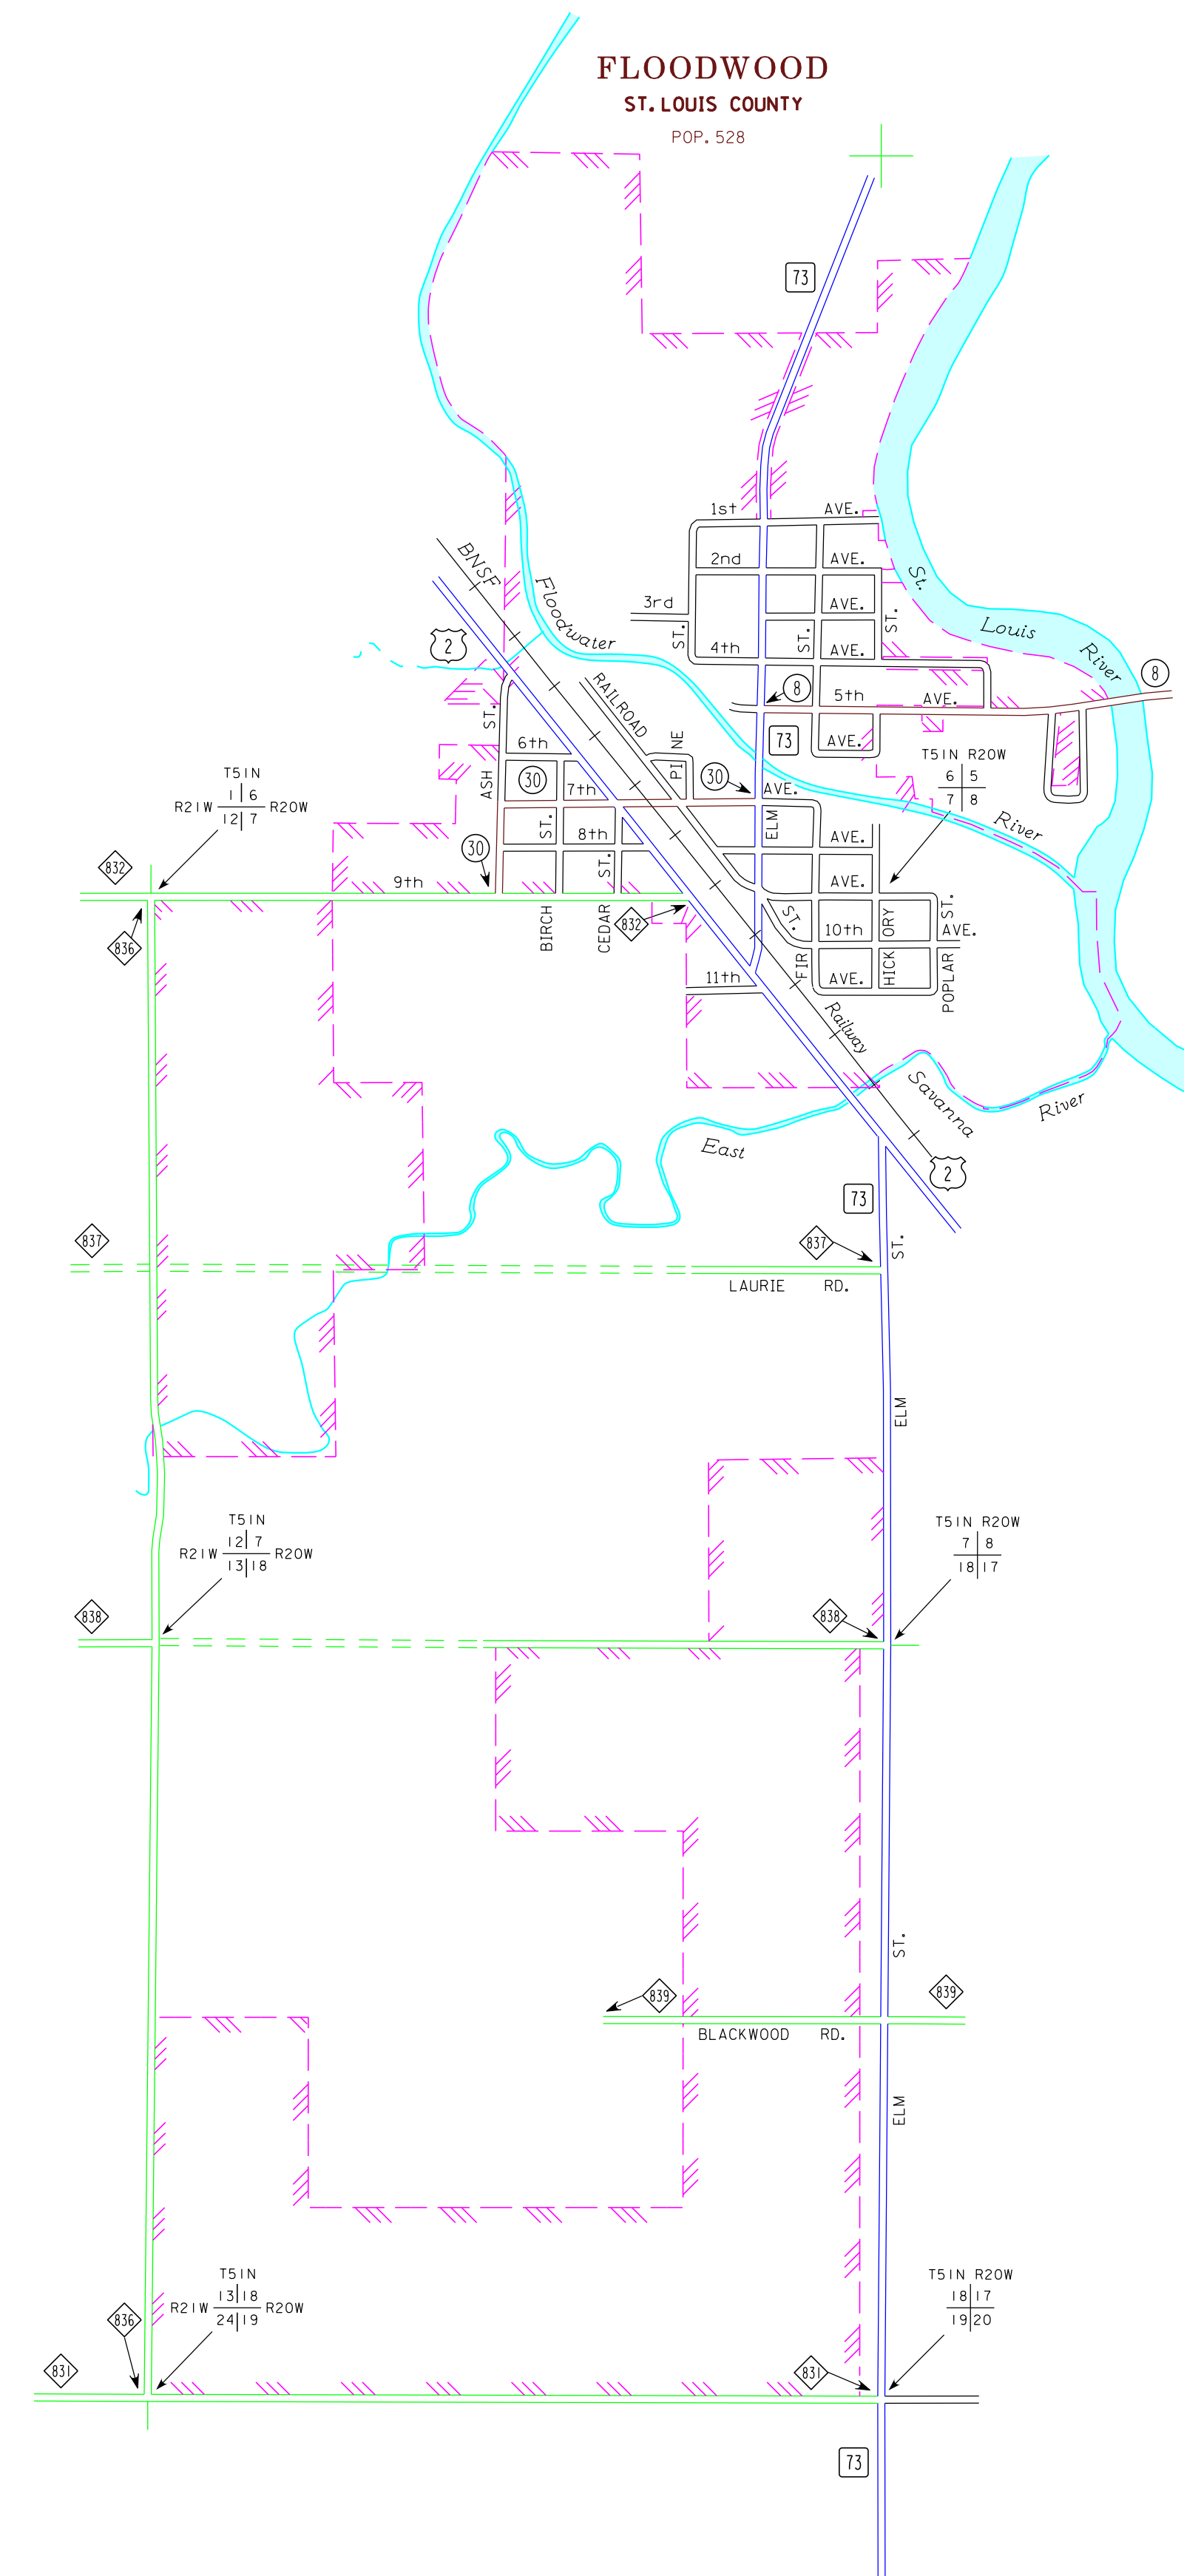 FLOODWOOD
ST. LOUIS COUNTY
POP. 528
73
1st AVE.
2nd AVE.
BNSF
3rd AVE.
Floodwater
St.
ST.
ST.
ST.
2
4th AVE.
Louis
River
8
8
5th AVE.
RAILROAD
ST.
6th
PINE
73
AVE.
T51N R20W
6 5
7 8
T51N
1 6
R21W R20W
12 7
ASH
30
7th
30
AVE.
ELM
River
ST.
8th
AVE.
30
832
ST.
9th
AVE.
ST.
ST.
836
BIRCH
CEDAR
832
10th
HICKORY
AVE.
FIR
11th
AVE.
POPLAR
Railway
Savanna
River
East
2
73
837
837
ST.
LAURIE RD.
ELM
T51N
12 7
R21W R20W
13 18
T51N R20W
7 8
18 17
838
838
ST.
839
839
BLACKWOOD RD.
ELM
T51N
13 18
R21W R20W
24 19
T51N R20W
18 17
19 20
836
831
831
73